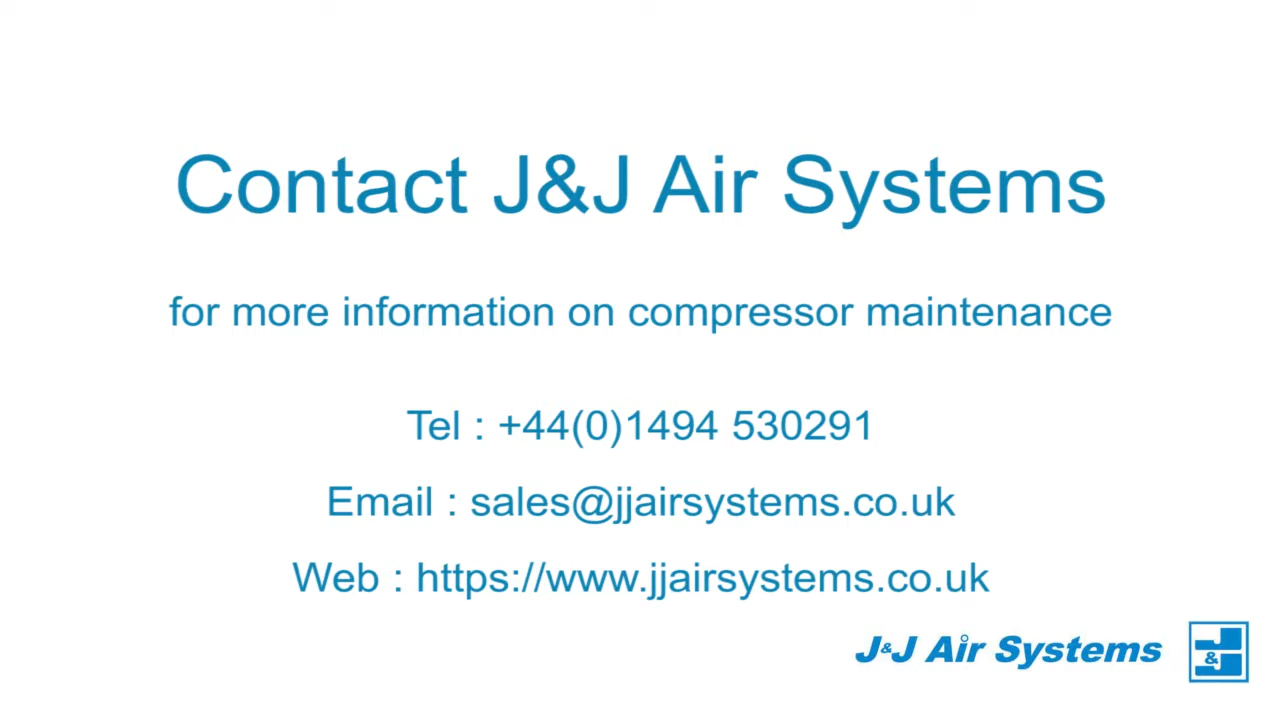 Contact J&J Air Systems
for more information on compressor maintenance
Tel : +44(0)1494 530291
Email : sales@jjairsystems.co.uk
Web : https://www.jjairsystems.co.uk
J&J Air Systems
J&J